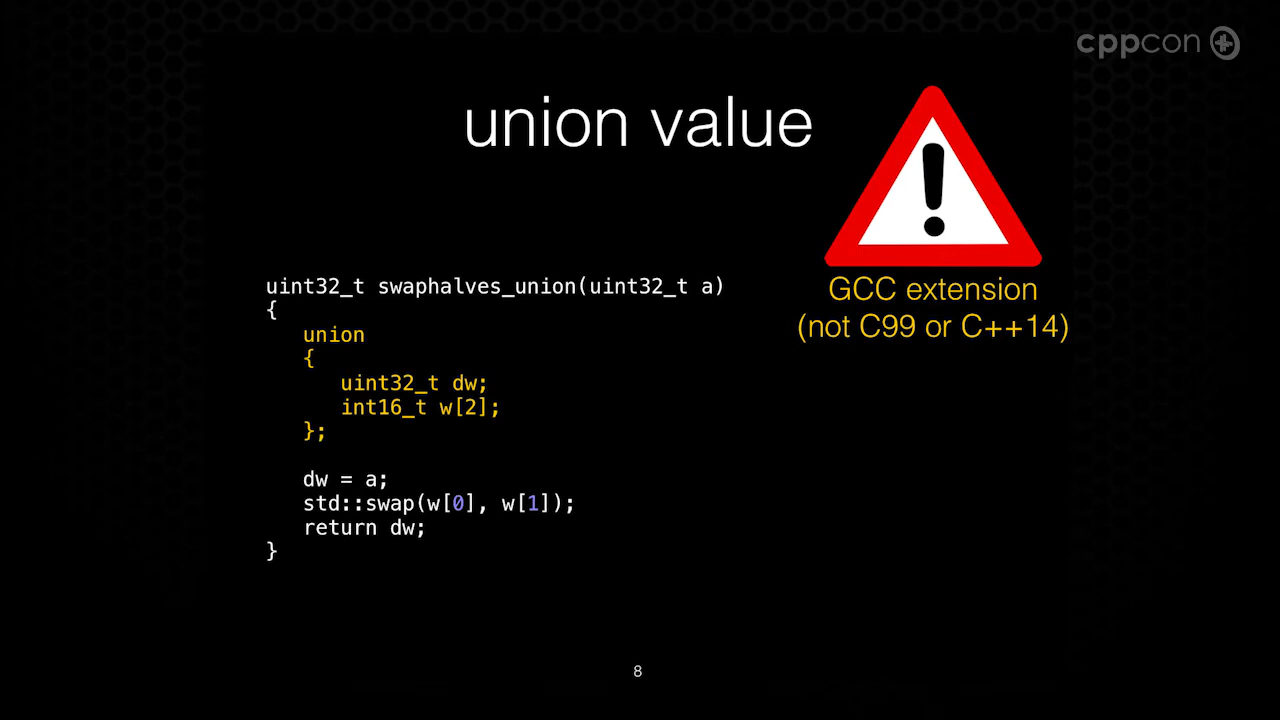 cppcon
union value
GCC extension
(not C99 or C++14)
uint32_t swaphalves_union(uint32_t a)
{
   union
   {
      uint32_t dw;
      int16_t w[2];
   };

   dw = a;
   std::swap(w[0], w[1]);
   return dw;
}
8